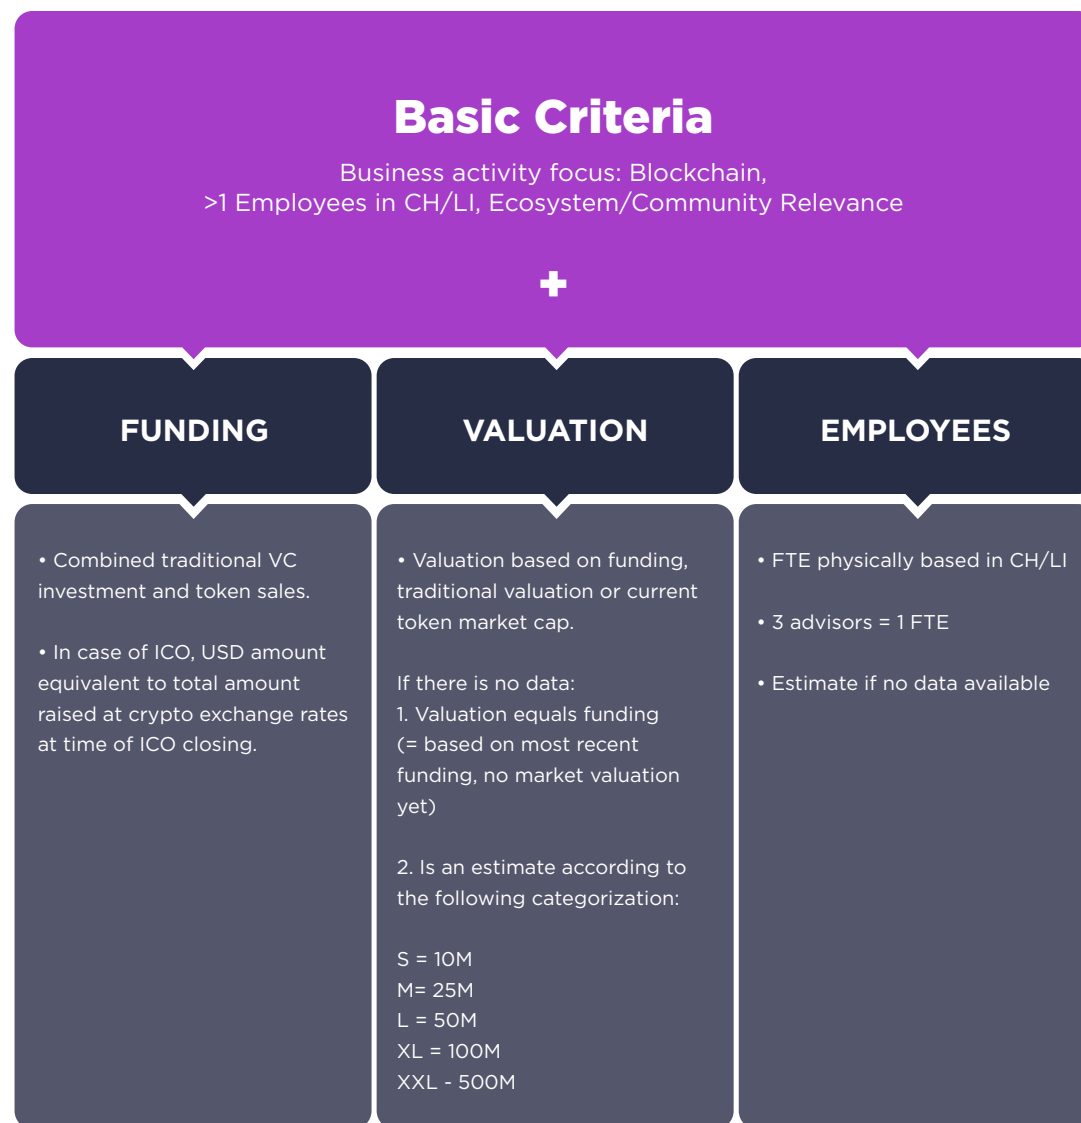 Basic Criteria
Business activity focus: Blockchain,
>1 Employees in CH/LI, Ecosystem/Community Relevance
+
FUNDING
• Combined traditional VC
investment and token sales.
• In case of ICO, USD amount
equivalent to total amount
raised at crypto exchange rates
at time of ICO closing.
VALUATION
• Valuation based on funding,
traditional valuation or current
token market cap.
If there is no data:
1. Valuation equals funding
(= based on most recent
funding, no market valuation
yet)
2. Is an estimate according to
the following categorization:
S = 10M
M= 25M
L = 50M
XL = 100M
XXL - 500M
EMPLOYEES
• FTE physically based in CH/LI
• 3 advisors = 1 FTE
• Estimate if no data available